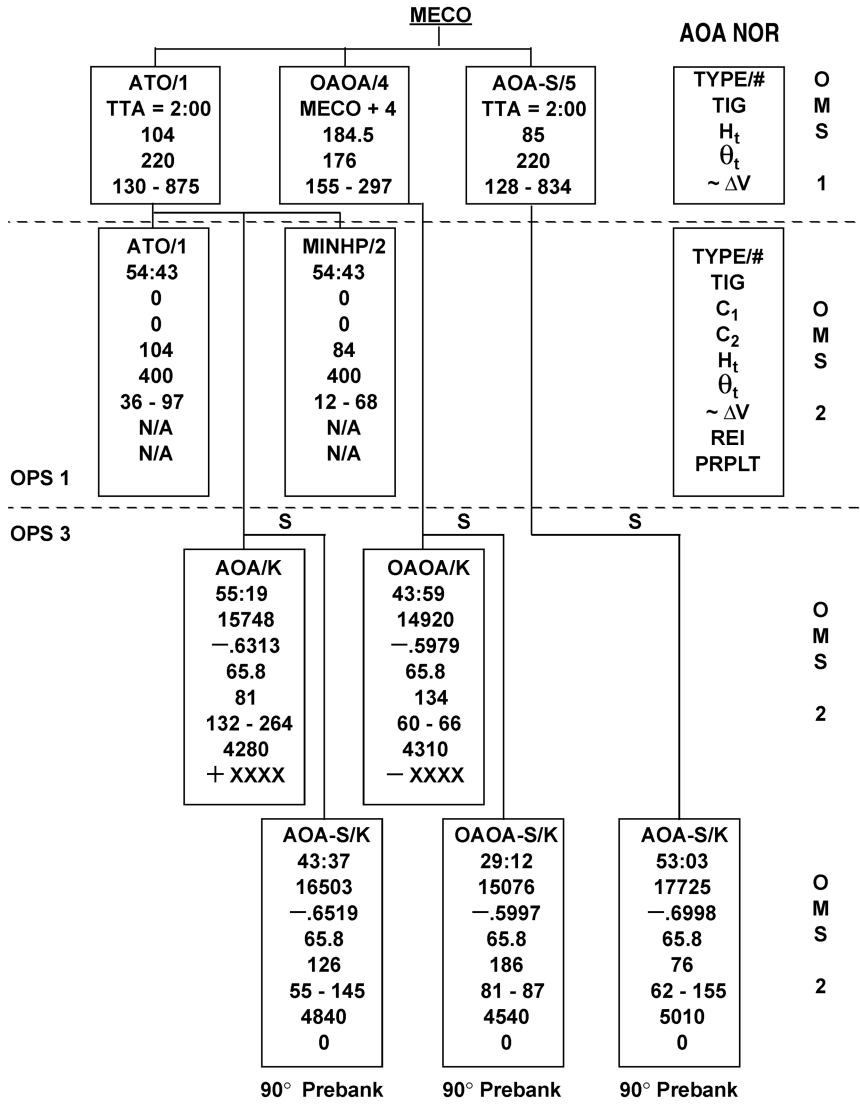 MECO
AOA NOR
ATO/1
TTA = 2:00
104
220
130 - 875
OAOA/4
MECO + 4
184.5
176
155 - 297
AOA-S/5
TTA = 2:00
85
220
128 - 834
TYPE/#
TIG
Ht
θt
~ ΔV
O
M
S
1
ATO/1
54:43
0
0
104
400
36 - 97
N/A
N/A
MINHP/2
54:43
0
0
84
400
12 - 68
N/A
N/A
TYPE/#
TIG
C1
C2
Ht
θt
~ ΔV
REI
PRPLT
O
M
S
2
OPS 1
OPS 3
S
S
S
AOA/K
55:19
15748
—.6313
65.8
81
132 - 264
4280
+ XXXX
OAOA/K
43:59
14920
—.5979
65.8
134
60 - 66
4310
— XXXX
O
M
S
2
AOA-S/K
43:37
16503
—.6519
65.8
126
55 - 145
4840
0
90° Prebank
OAOA-S/K
29:12
15076
—.5997
65.8
186
81 - 87
4540
0
90° Prebank
AOA-S/K
53:03
17725
—.6998
65.8
76
62 - 155
5010
0
90° Prebank
O
M
S
2